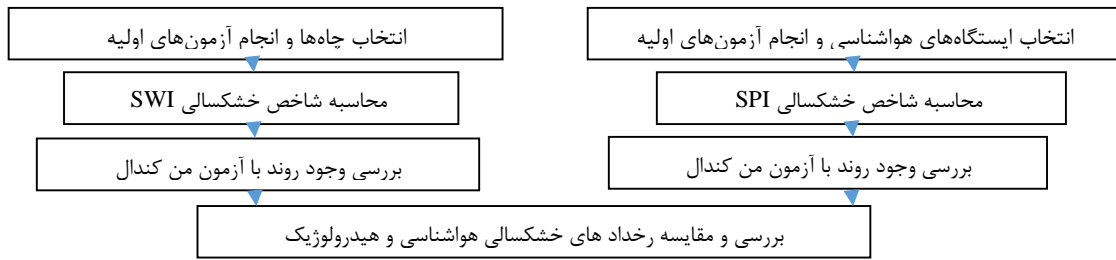 انتخاب ایستگاه‌های هواشناسی و انجام آزمون‌های اولیه
محاسبه شاخص خشکسالی SPI
بررسی وجود روند با آزمون من کندال
انتخاب چاه‌ها و انجام آزمون‌های اولیه
محاسبه شاخص خشکسالی SWI
بررسی وجود روند با آزمون من کندال
بررسی و مقایسه رخداد های خشکسالی هواشناسی و هیدرولوژیک